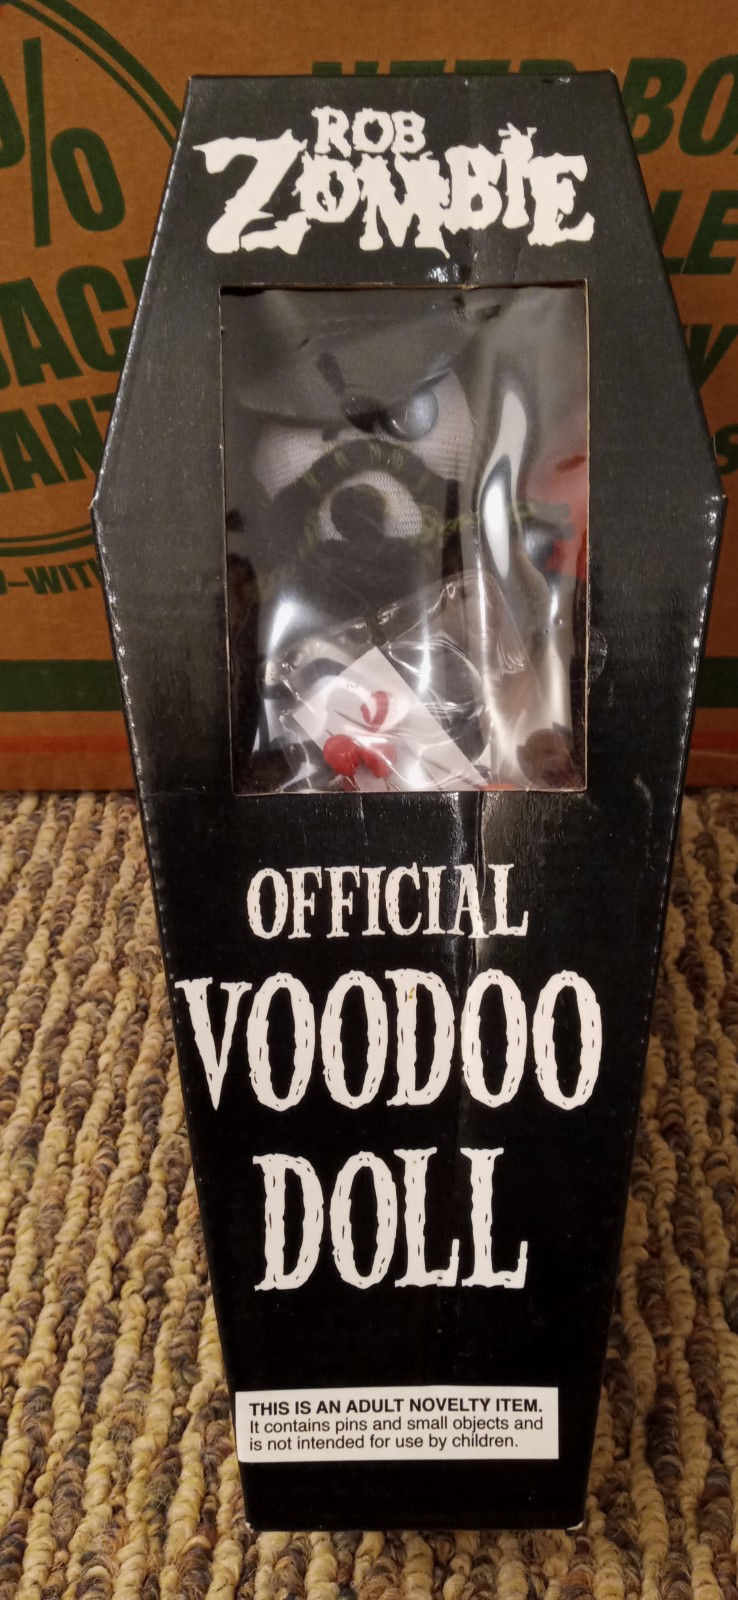 ROB
ZOMBIE
OFFICIAL
VOODOO
DOLL
THIS IS AN ADULT NOVELTY ITEM.
It contains pins and small objects and
is not intended for use by children.
%